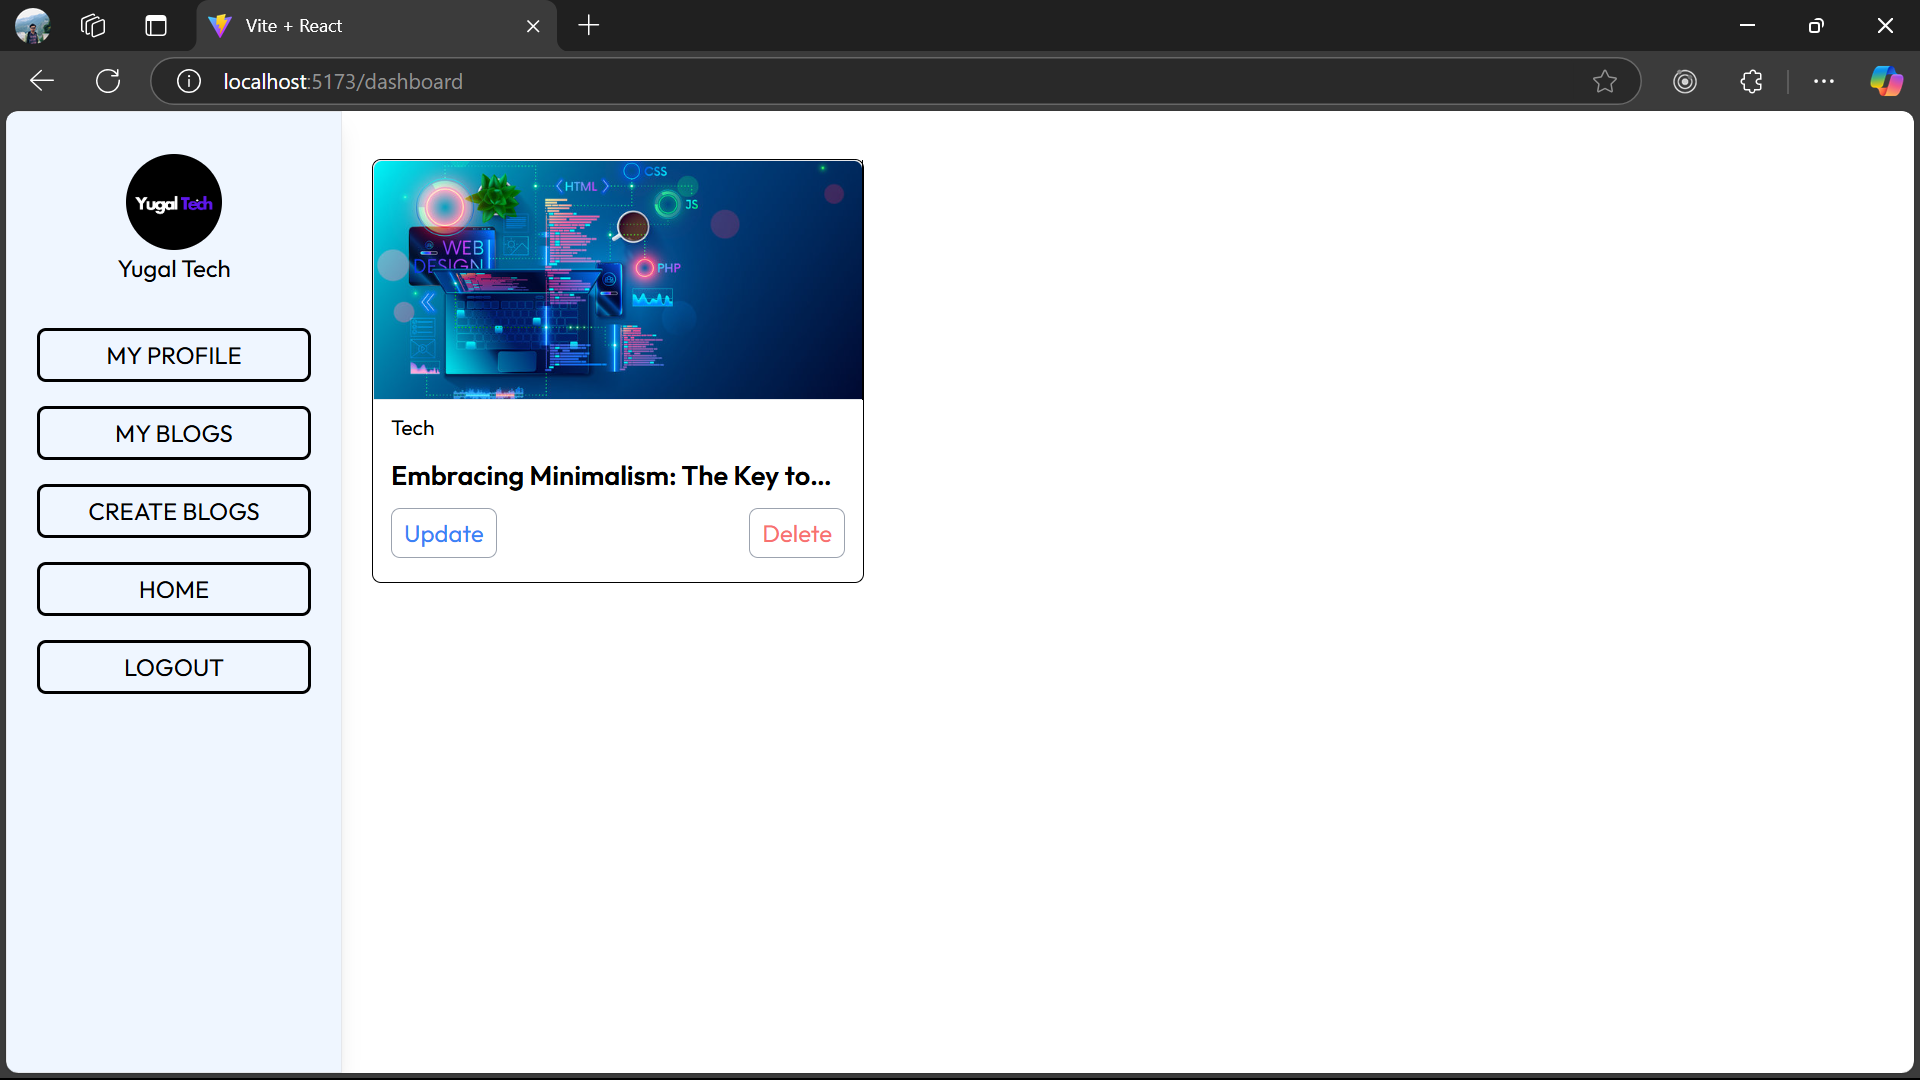 Vite + React
localhost:5173/dashboard
Yugal Tech
Yugal Tech
MY PROFILE
MY BLOGS
CREATE BLOGS
HOME
LOGOUT
CSS
HTML
JS
WEB
DESIGN
PHP
Tech
Embracing Minimalism: The Key to...
Update
Delete